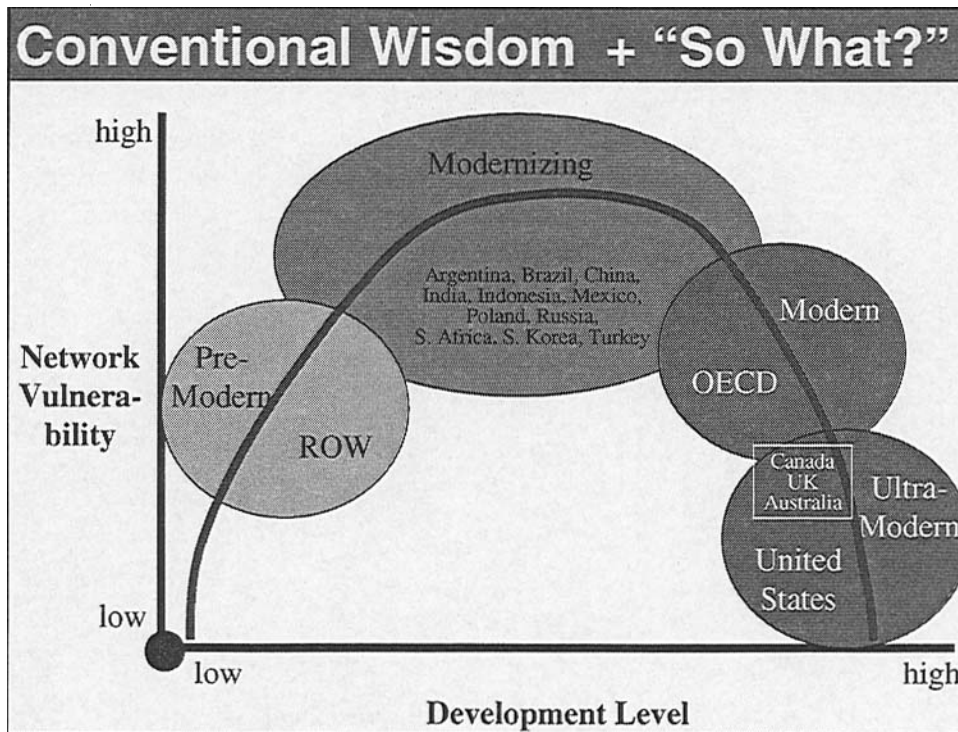 Conventional Wisdom + “So What?”
high
Modernizing
Argentina, Brazil, China,
India, Indonesia, Mexico,
Poland, Russia,
S. Africa, S. Korea, Turkey
Modern
OECD
Pre-
Modern
ROW
Network
Vulnera-
bility
Canada
UK
Australia
Ultra-
Modern
United
States
low
low
high
Development Level